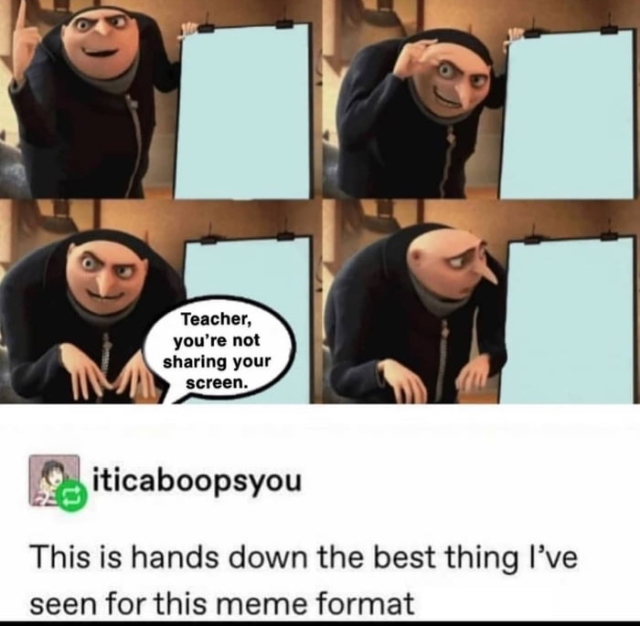 Teacher,
you're not
sharing your
screen.
iticaboopsyou
This is hands down the best thing I've
seen for this meme format